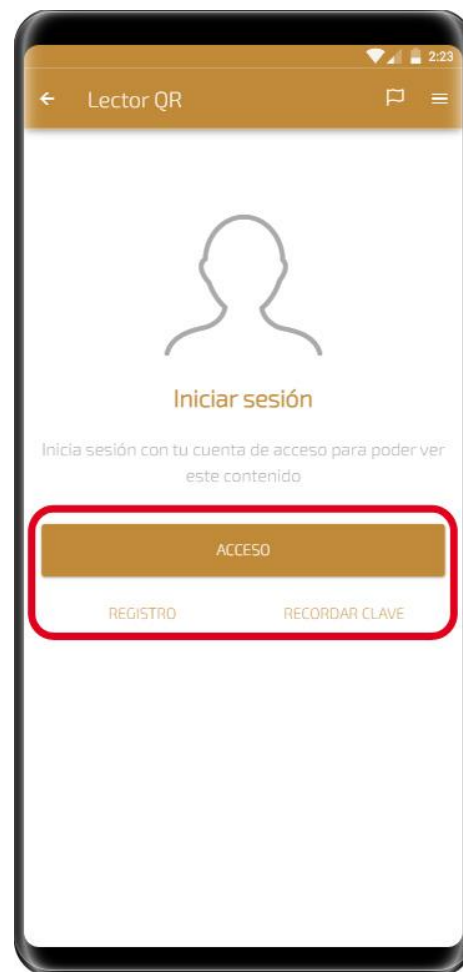 2:23
Lector QR
Iniciar sesión
Inicia sesión con tu cuenta de acceso para poder ver
este contenido
ACCESO
REGISTRO RECORDAR CLAVE